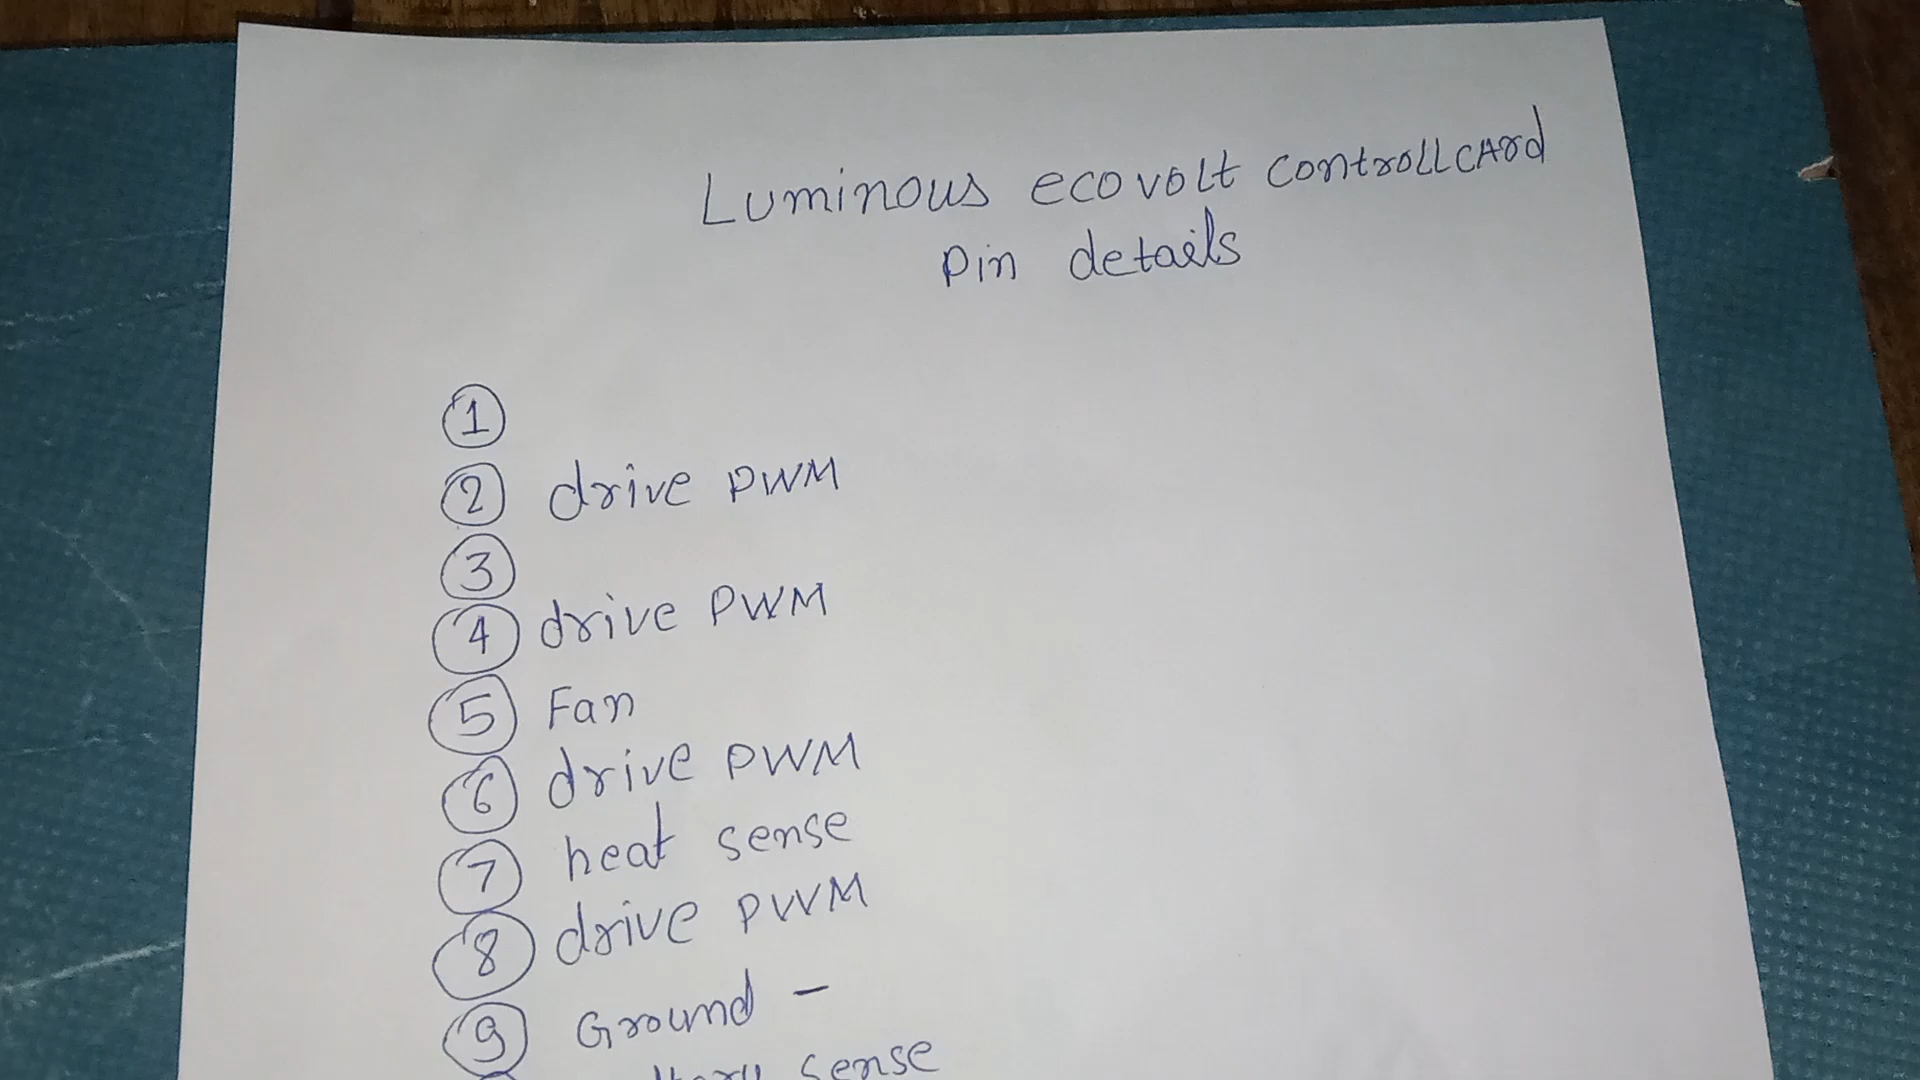 Luminous ecovolt controllcard
Pin details
1
2 drive PWM
3
4 drive PWM
5 Fan
6 drive PWM
7 heat sense
8 drive PWM
9 Ground -
sense